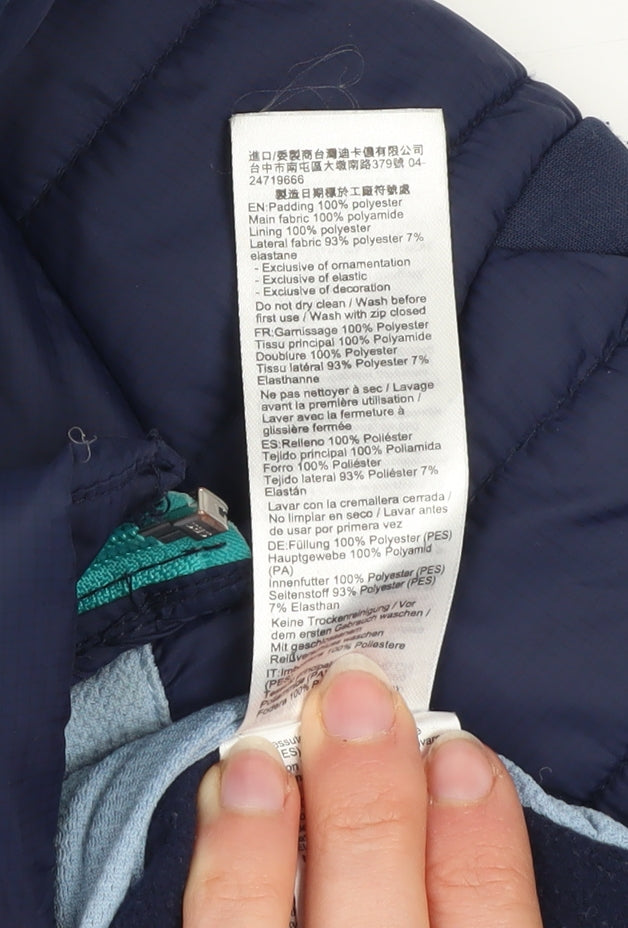 進口/委製商台灣迪卡儂有限公司
台中市南屯區大墩南路379號 04-
24719666
製造日期標於工廠符號處
EN:Padding 100% polyester
Main fabric 100% polyamide
Lining 100% polyester
Lateral fabric 93% polyester 7%
elastane
- Exclusive of ornamentation
- Exclusive of elastic
- Exclusive of decoration
Do not dry clean / Wash before
first use / Wash with zip closed
FR:Garnissage 100% Polyester
Tissu principal 100% Polyamide
Doublure 100% Polyester
Tissu latéral 93% Polyester 7%
Elasthanne
Ne pas nettoyer à sec / Lavage
avant la première utilisation /
Laver avec la fermeture à
glissière fermée
ES:Relleno 100% Poliéster
Tejido principal 100% Poliamida
Forro 100% Poliéster
Tejido lateral 93% Poliéster 7%
Elastán
Lavar con la cremallera cerrada /
No limpiar en seco / Lavar antes
de usar por primera vez
DE:Füllung 100% Polyester (PES)
Hauptgewebe 100% Polyamid
(PA)
Innenfutter 100% Polyester (PES)
Seitenstoff 93% Polyester (PES)
7% Elasthan
Keine Trockenreinigung / Vor
dem ersten Gebrauch waschen /
Mit geschlossenem
waschen
100% Poliestere
(PES)
Fodera 100%